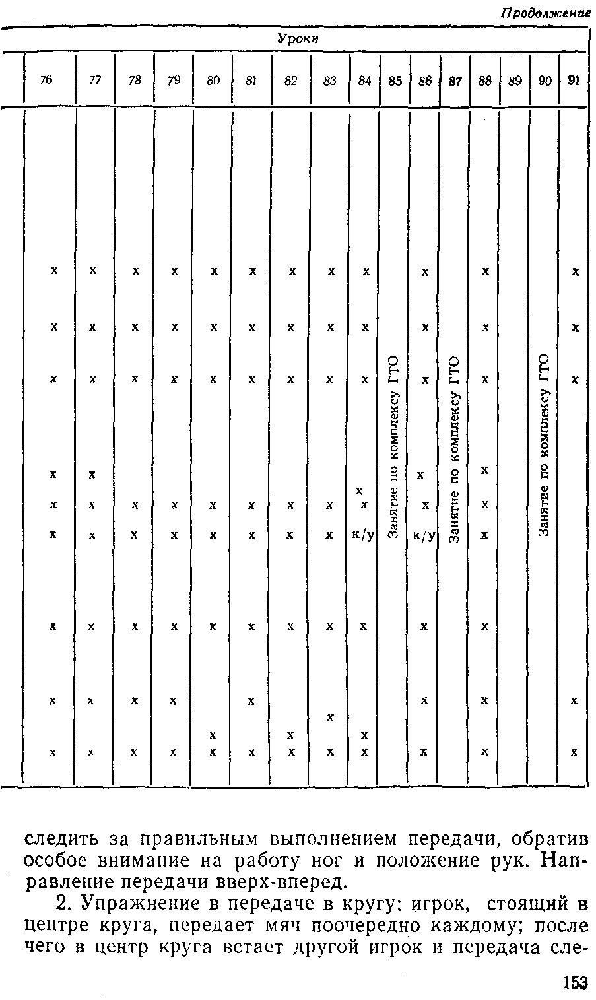 Продолжение
Уроки
76 77 78 79 80 81 82 83 84 85 86 87 88 89 90 91
х х х х х х х х х х х х
х х х х х х х х х х х х
х х х х х х х х х х х х
х х х х
х
х х х х х х х х х х х
х х х х х х х х к/у к/у х
Занятие по комплексу ГТО
Занятие по комплексу ГТО
Занятие по комплексу ГТО
х х х х х х х х х х х
х х х х х х х х
х
х х х
х х х х х х х х х х х х
следить за правильным выполнением передачи, обратив
особое внимание на работу ног и положение рук. Нап-
равление передачи вверх-вперед.
2. Упражнение в передаче в кругу: игрок, стоящий в
центре круга, передает мяч поочередно каждому; после
чего в центр круга встает другой игрок и передача сле-
153